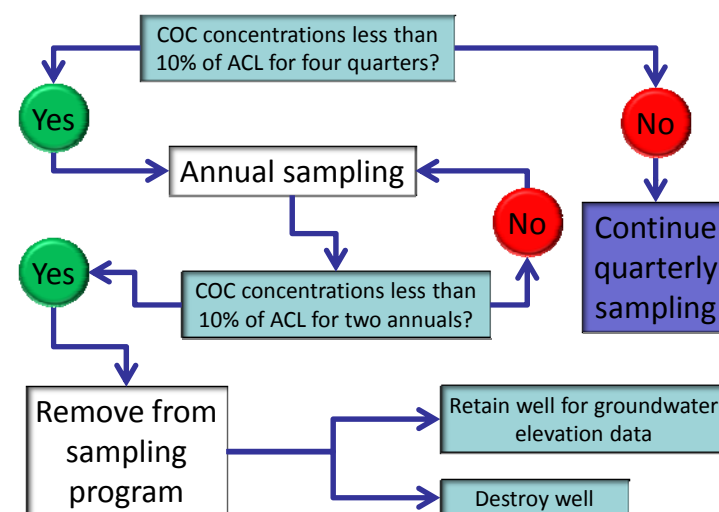 COC concentrations less than
10% of ACL for four quarters?
Yes
No
Annual sampling
No
Continue
quarterly
sampling
Yes
COC concentrations less than
10% of ACL for two annuals?
Remove from
sampling
program
Retain well for groundwater
elevation data
Destroy well